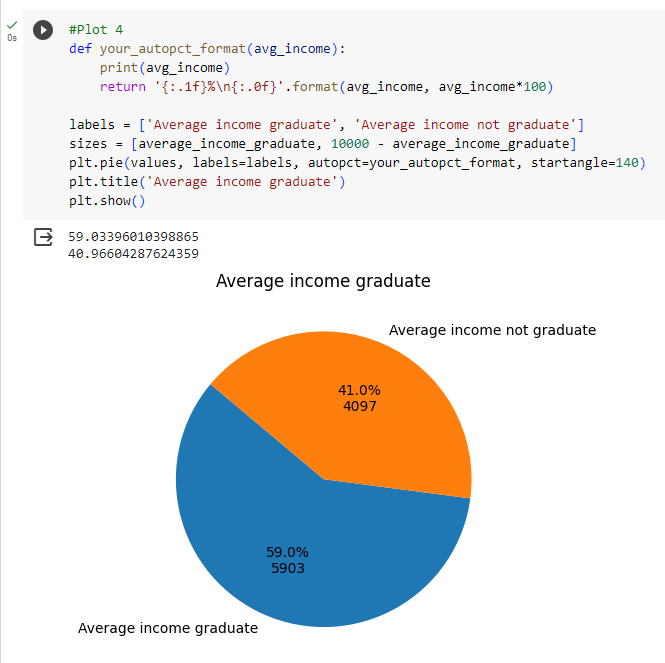 0s
#Plot 4
def your_autopct_format(avg_income):
    print(avg_income)
    return '{:.1f}%\n{:.0f}'.format(avg_income, avg_income*100)

labels = ['Average income graduate', 'Average income not graduate']
sizes = [average_income_graduate, 10000 - average_income_graduate]
plt.pie(values, labels=labels, autopct=your_autopct_format, startangle=140)
plt.title('Average income graduate')
plt.show()
59.03396010398865
40.96604287624359
Average income graduate
Average income not graduate
41.0%
4097
59.0%
5903
Average income graduate